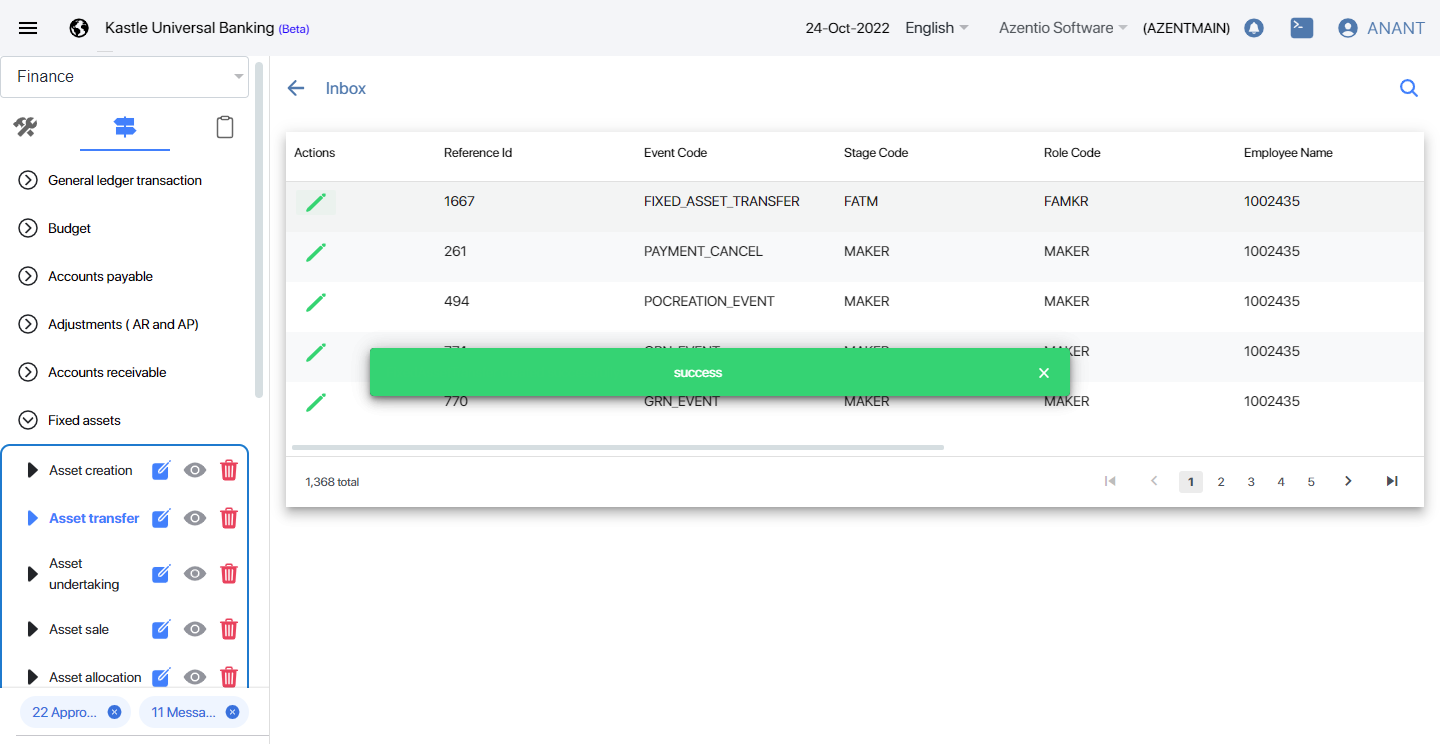 Kastle Universal Banking (Beta)
24-Oct-2022 English Azentio Software (AZENTMAIN) ANANT
Finance
Inbox
General ledger transaction
Budget
Accounts payable
Adjustments ( AR and AP)
Accounts receivable
Fixed assets
Asset creation
Asset transfer
Asset
undertaking
Asset sale
Asset allocation
22 Appro... 11 Messa...
Actions Reference Id Event Code Stage Code Role Code Employee Name
1667 FIXED_ASSET_TRANSFER FATM FAMKR 1002435
261 PAYMENT_CANCEL MAKER MAKER 1002435
494 POCREATION_EVENT MAKER MAKER 1002435
GRN_EVENT MAKER MAKER 1002435
success
770 GRN_EVENT MAKER MAKER 1002435
1,368 total 1 2 3 4 5